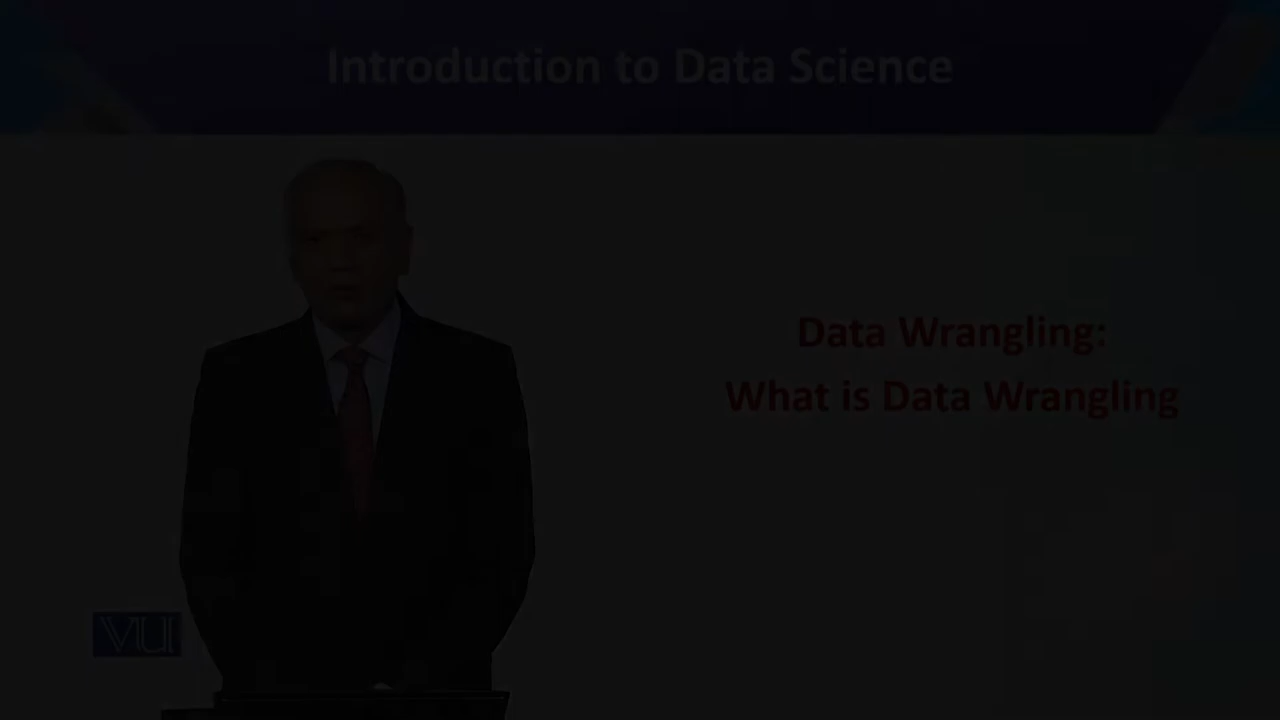 Introduction to Data Science
Data Wrangling:
What is Data Wrangling
VU